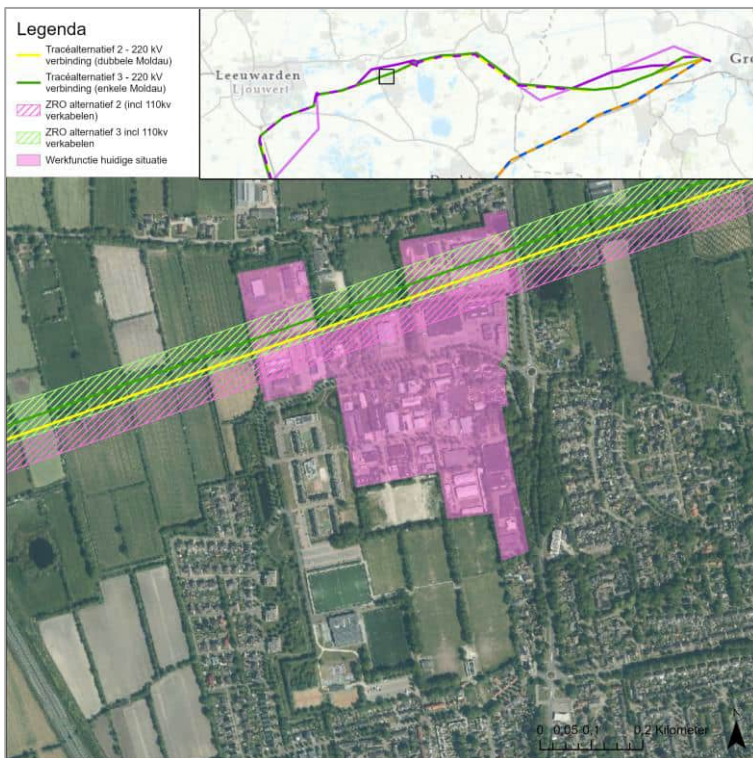 Legenda
Tracéalternatief 2 - 220 kV
verbinding (dubbele Moldau)
Tracéalternatief 3 - 220 kV
verbinding (enkele Moldau)
ZRO alternatief 2 (incl 110kv
verkabelen)
ZRO alternatief 3 incl 110kv
verkabelen
Werkfunctie huidige situatie
Leeuwarden
Ljouwert
0 0,05 0,1 0,2 Kilometer